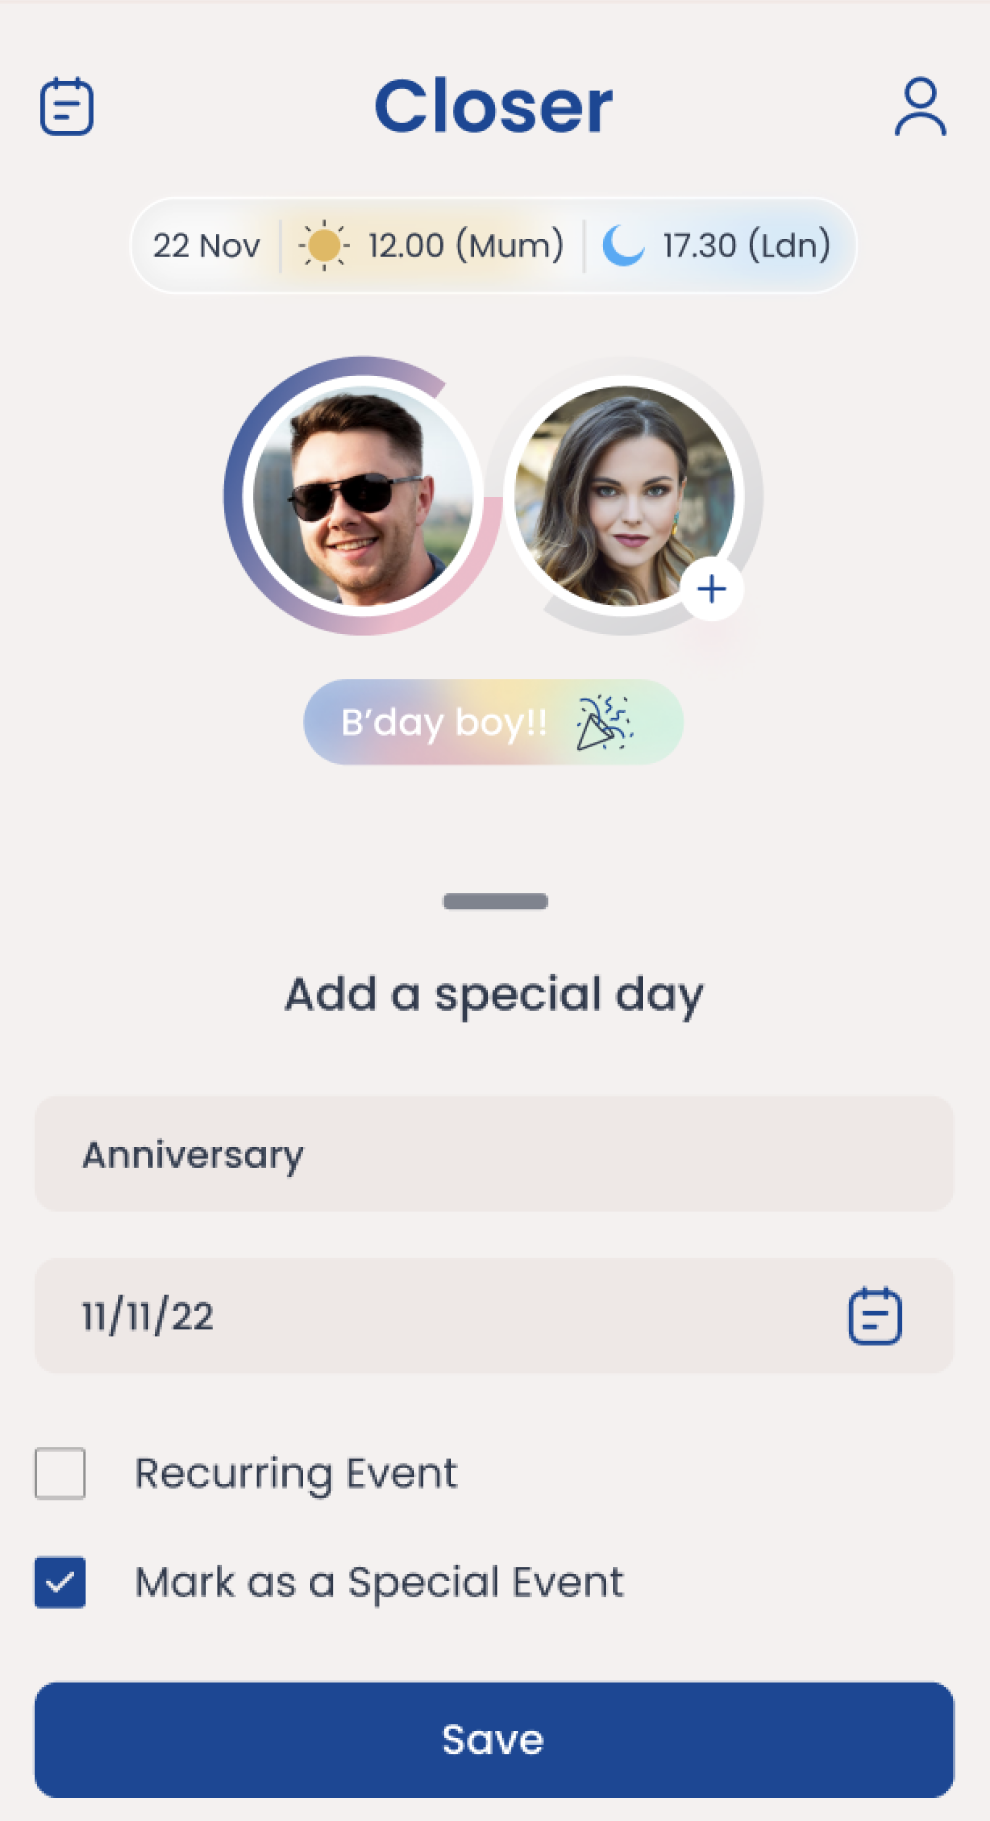 Closer
22 Nov 12.00 (Mum) 17.30 (Ldn)
B'day boy!!
Add a special day
Anniversary
11/11/22
Recurring Event
Mark as a Special Event
Save